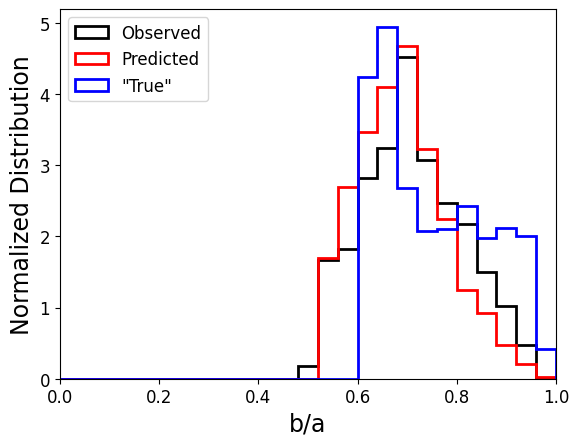 Observed
Predicted
"True"
Normalized Distribution
5
4
3
2
1
0
0.0 0.2 0.4 0.6 0.8 1.0
b/a